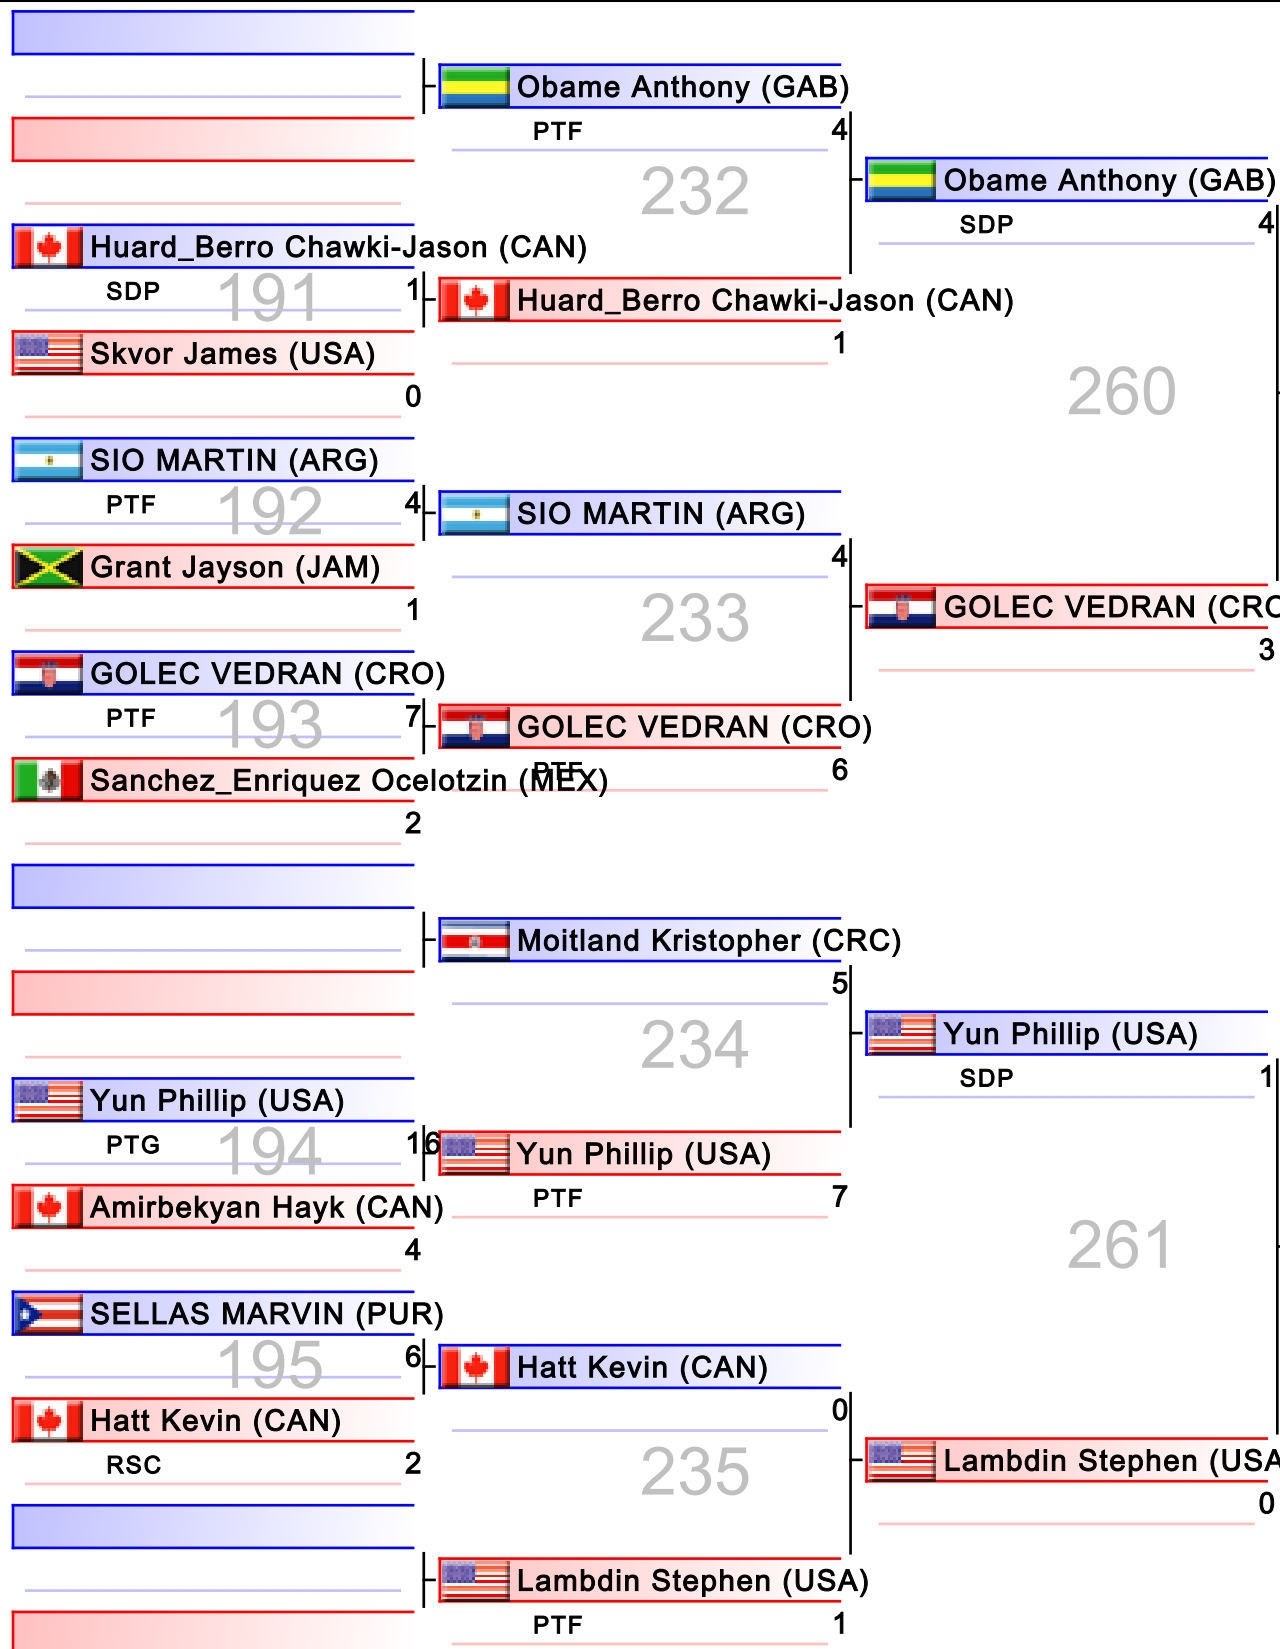 Obame Anthony (GAB)
PTF 4
232
Obame Anthony (GAB)
SDP 4
Huard_Berro Chawki-Jason (CAN)
SDP 191 1
Huard_Berro Chawki-Jason (CAN)
1
Skvor James (USA)
0
260
SIO MARTIN (ARG)
PTF 192 4
SIO MARTIN (ARG)
4
Grant Jayson (JAM)
1
233
GOLEC VEDRAN (CRO
3
GOLEC VEDRAN (CRO)
PTF 193 7
GOLEC VEDRAN (CRO)
PTF 6
Sanchez_Enriquez Ocelotzin (MEX)
2
Moitland Kristopher (CRC)
5
234
Yun Phillip (USA)
SDP 1
Yun Phillip (USA)
PTG 194 16
Yun Phillip (USA)
PTF 7
Amirbekyan Hayk (CAN)
4
261
SELLAS MARVIN (PUR)
195 6
Hatt Kevin (CAN)
0
Hatt Kevin (CAN)
RSC 2
235
Lambdin Stephen (USA
0
Lambdin Stephen (USA)
PTF 1